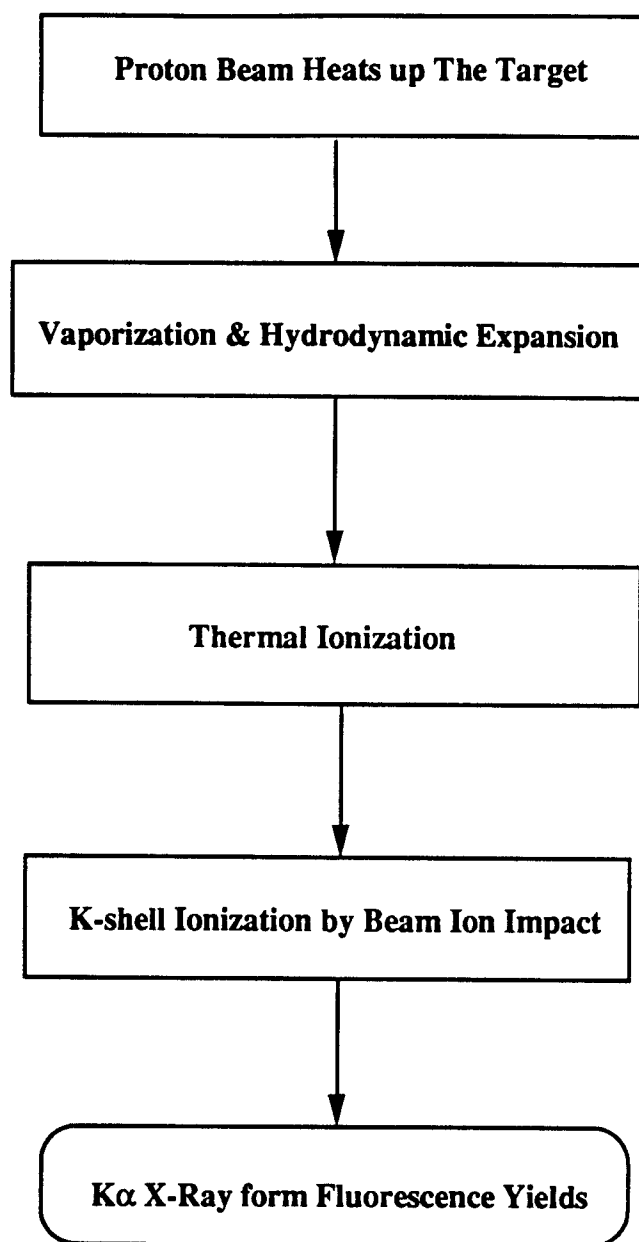 Proton Beam Heats up The Target
Vaporization & Hydrodynamic Expansion
Thermal Ionization
K-shell Ionization by Beam Ion Impact
Kα X-Ray form Fluorescence Yields